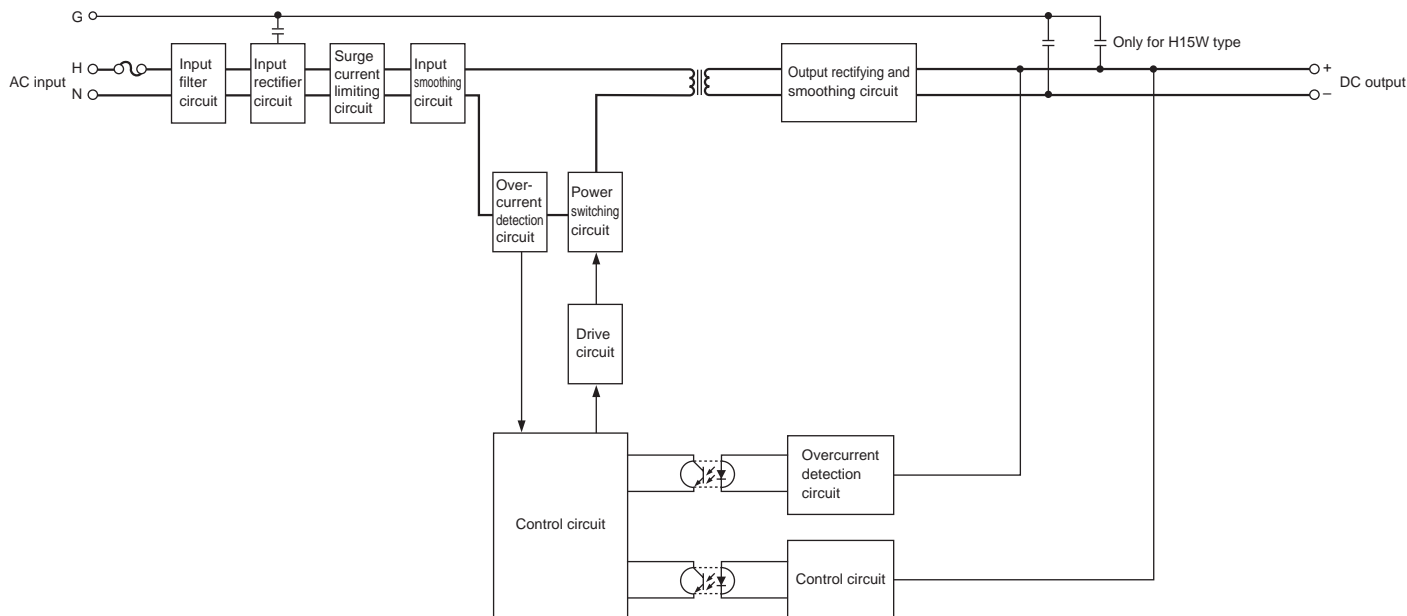 G
Only for H15W type
AC input
H
N
Input
filter
circuit
Input
rectifier
circuit
Surge
current
limiting
circuit
Input
smoothing
circuit
Output rectifying and
smoothing circuit
+
–
DC output
Over-
current
detection
circuit
Power
switching
circuit
Drive
circuit
Control circuit
Overcurrent
detection
circuit
Control circuit